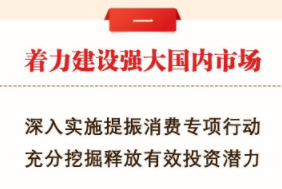 一
着力建设强大国内市场
深入实施提振消费专项行动
充分挖掘释放有效投资潜力